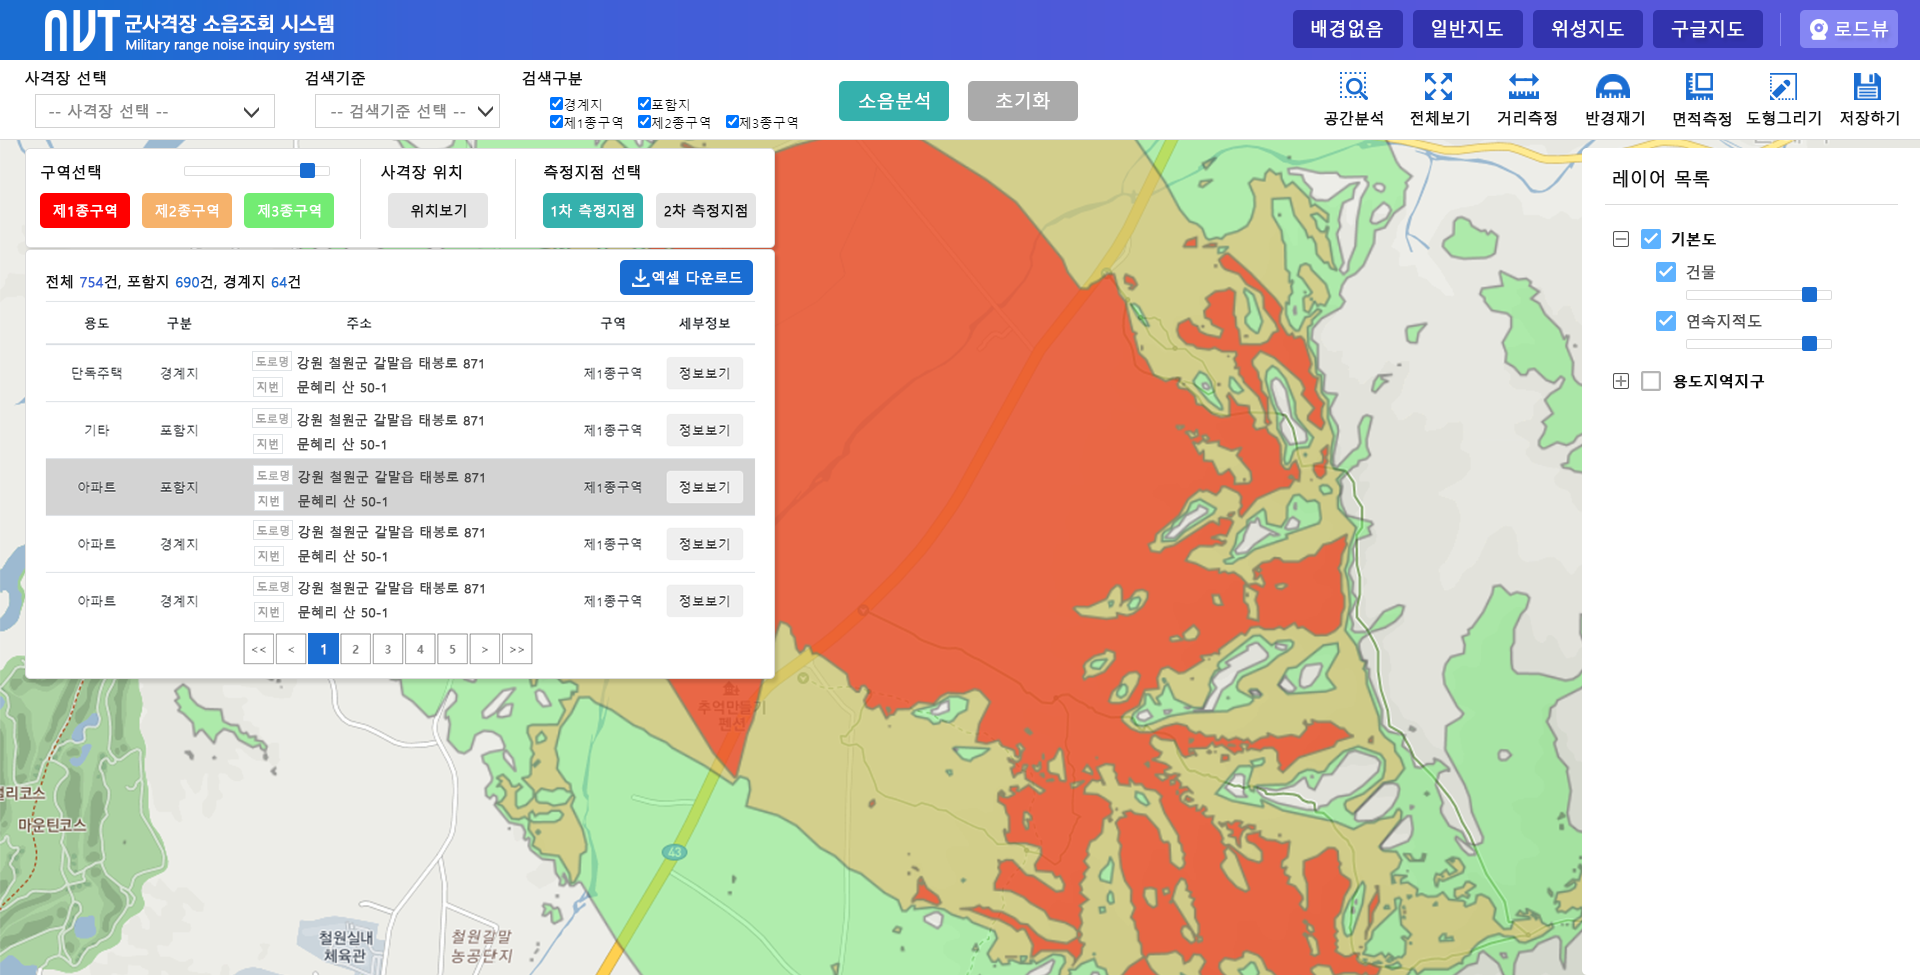 NVT 군사격장 소음조회 시스템
Military range noise inquiry system
배경없음 일반지도 위성지도 구글지도 로드뷰
사격장 선택 검색기준 검색구분
-- 사격장 선택 -- -- 검색기준 선택 --
경계지 포함지
제1종구역 제2종구역 제3종구역
소음분석 초기화
공간분석 전체보기 거리측정 반경재기 면적측정 도형그리기 저장하기
구역선택 사격장 위치 측정지점 선택
제1종구역 제2종구역 제3종구역 위치보기 1차 측정지점 2차 측정지점
전체 754건, 포함지 690건, 경계지 64건 엑셀 다운로드
용도 구분 주소 구역 세부정보
단독주택 경계지 도로명 강원 철원군 갈말읍 태봉로 871 제1종구역 정보보기
지번 문혜리 산 50-1
기타 포함지 도로명 강원 철원군 갈말읍 태봉로 871 제1종구역 정보보기
지번 문혜리 산 50-1
아파트 포함지 도로명 강원 철원군 갈말읍 태봉로 871 제1종구역 정보보기
지번 문혜리 산 50-1
아파트 경계지 도로명 강원 철원군 갈말읍 태봉로 871 제1종구역 정보보기
지번 문혜리 산 50-1
아파트 경계지 도로명 강원 철원군 갈말읍 태봉로 871 제1종구역 정보보기
지번 문혜리 산 50-1
<< < 1 2 3 4 5 > >>
레이어 목록
기본도
건물
연속지적도
용도지역지구
추억만들기
펜션
마운틴코스
43
철원실내
체육관
철원갈말
농공단지